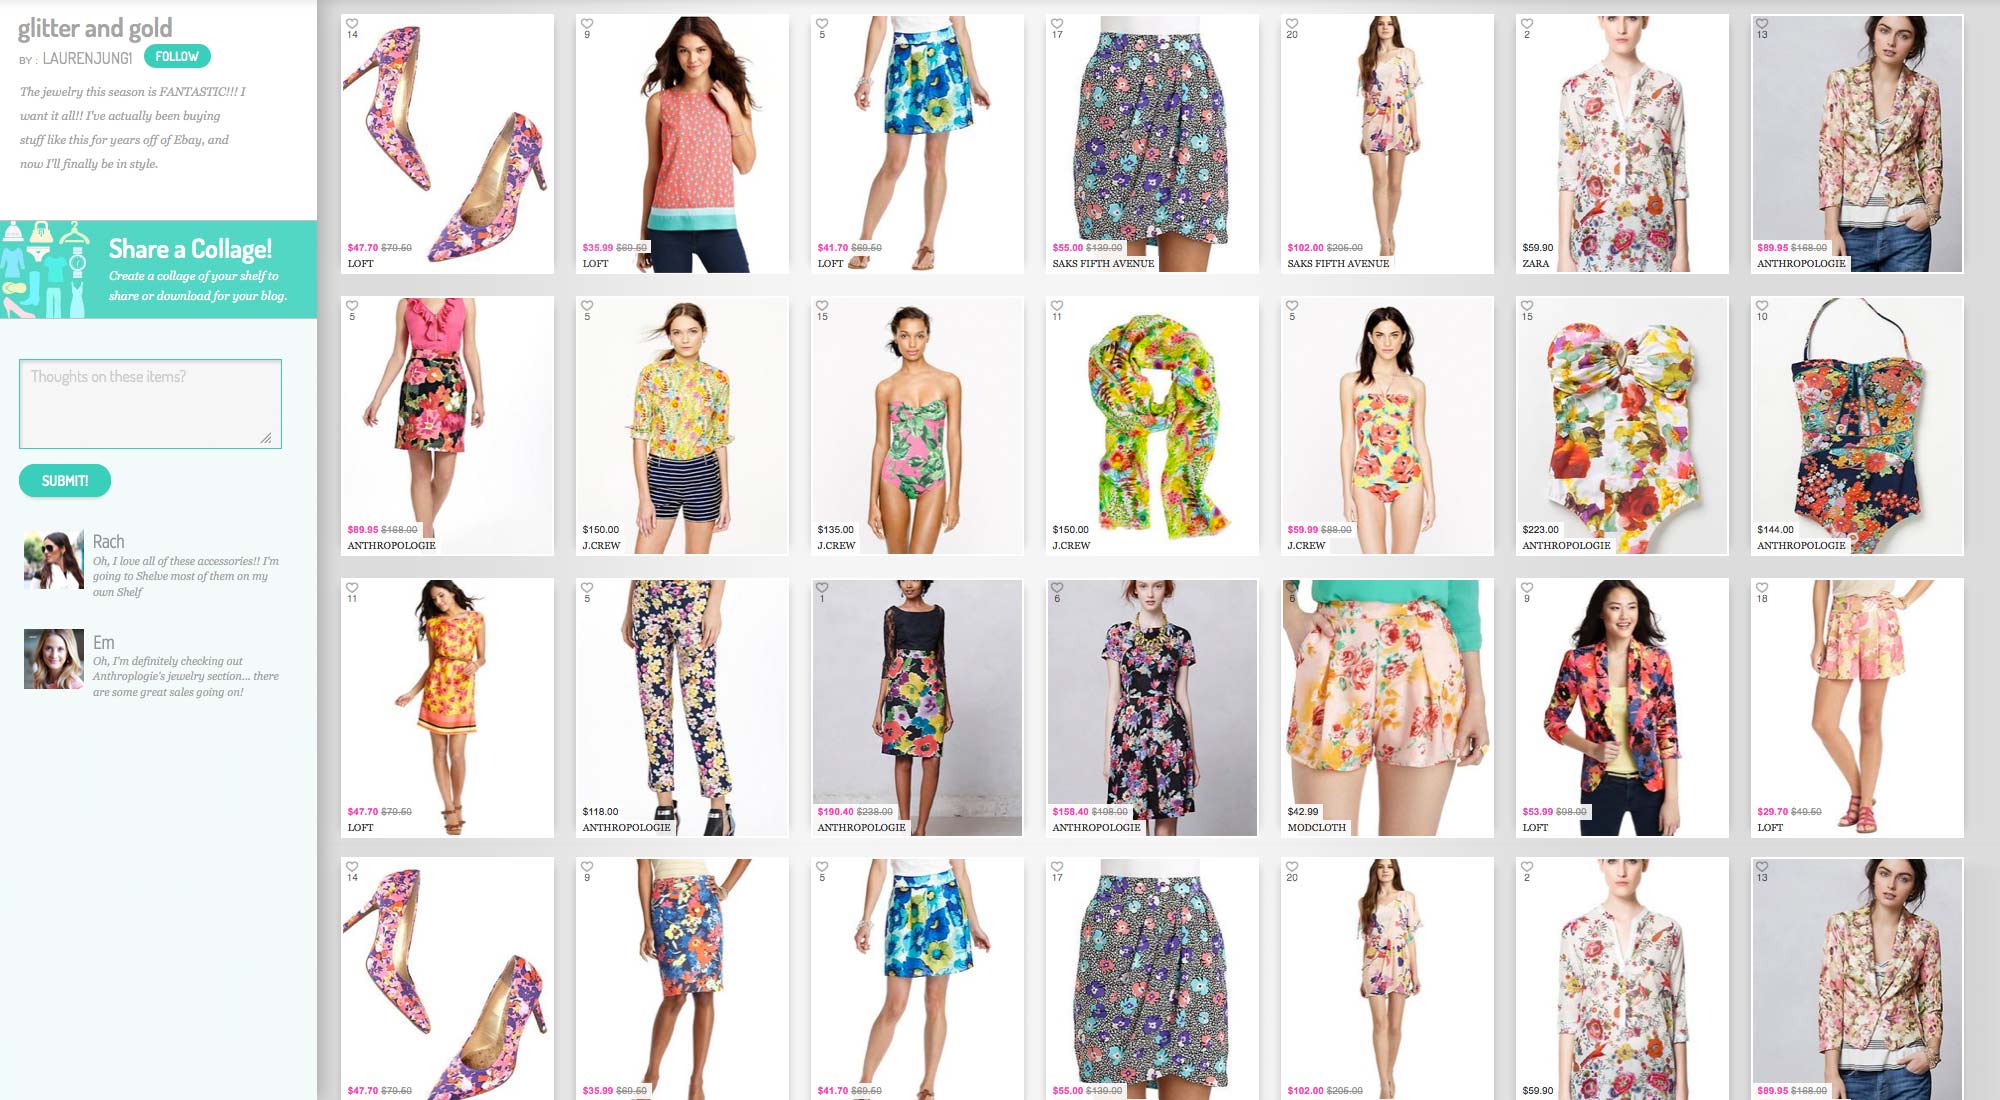 glitter and gold
BY : LAURENJUNG1 FOLLOW
The jewelry this season is FANTASTIC!!! I
want it all!! I've actually been buying
stuff like this for years off of Ebay, and
now I'll finally be in style.
Share a Collage!
Create a collage of your shelf to
share or download for your blog.
Thoughts on these items?
SUBMIT!
Rach
Oh, I love all of these accessories!! I'm
going to Shelve most of them on my
own Shelf
Em
Oh, I'm definitely checking out
Anthroplogie's jewelry section... there
are some great sales going on!
14
$47.70 $79.50
LOFT
9
$35.99 $69.50
LOFT
5
$41.70 $69.50
LOFT
17
$55.00 $139.00
SAKS FIFTH AVENUE
20
$102.00 $205.00
SAKS FIFTH AVENUE
2
$59.90
ZARA
13
$89.95 $168.00
ANTHROPOLOGIE
5
$89.95 $168.00
ANTHROPOLOGIE
5
$150.00
J.CREW
15
$135.00
J.CREW
11
$150.00
J.CREW
5
$59.99 $88.00
J.CREW
15
$223.00
ANTHROPOLOGIE
10
$144.00
ANTHROPOLOGIE
11
$47.70 $79.50
LOFT
5
$118.00
ANTHROPOLOGIE
1
$190.40 $238.00
ANTHROPOLOGIE
6
$158.40 $198.00
ANTHROPOLOGIE
6
$42.99
MODCLOTH
9
$53.99 $98.00
LOFT
18
$29.70 $49.50
LOFT
14
$47.70 $79.50
9
$35.99 $69.50
5
$41.70 $69.50
17
$55.00 $139.00
20
$102.00 $205.00
2
$59.90
13
$89.95 $168.00